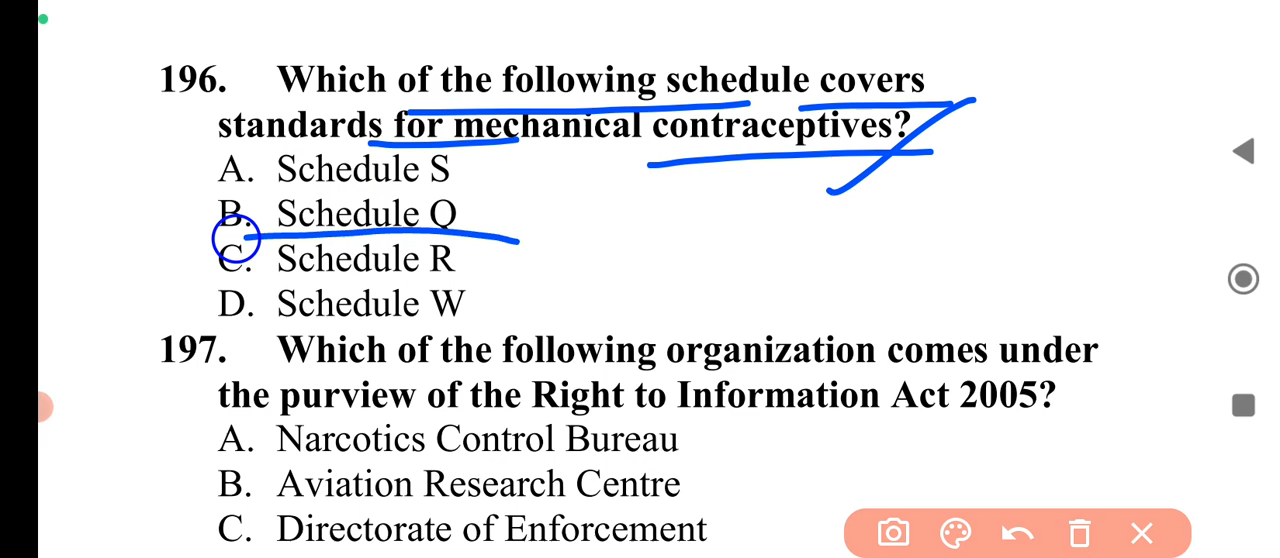 196. Which of the following schedule covers
standards for mechanical contraceptives?
A. Schedule S
B. Schedule Q
C. Schedule R
D. Schedule W
197. Which of the following organization comes under
the purview of the Right to Information Act 2005?
A. Narcotics Control Bureau
B. Aviation Research Centre
C. Directorate of Enforcement